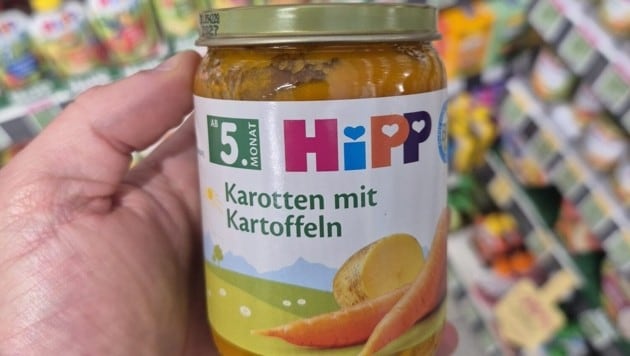 AB
5.
MONAT
HiPP
Karotten mit
Kartoffeln